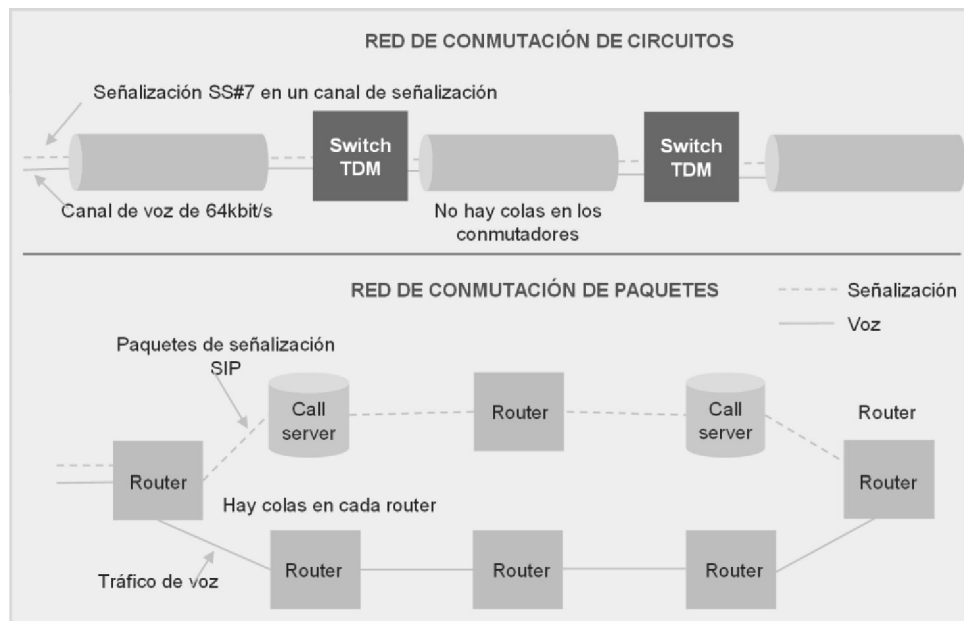 RED DE CONMUTACIÓN DE CIRCUITOS
Señalización SS#7 en un canal de señalización
Switch
TDM
Switch
TDM
Canal de voz de 64kbit/s
No hay colas en los
conmutadores
RED DE CONMUTACIÓN DE PAQUETES
Señalización
Voz
Paquetes de señalización
SIP
Call
server
Router
Call
server
Router
Router
Router
Hay colas en cada router
Router
Router
Router
Tráfico de voz